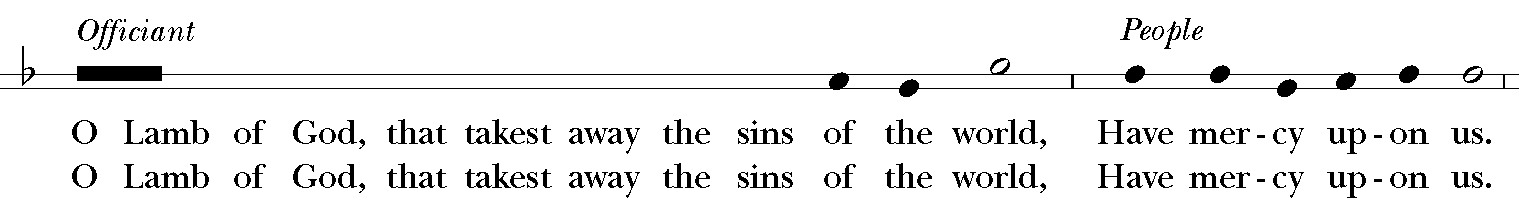 Officiant People
O Lamb of God, that takest away the sins of the world, Have mer-cy up-on us.
O Lamb of God, that takest away the sins of the world, Have mer-cy up-on us.